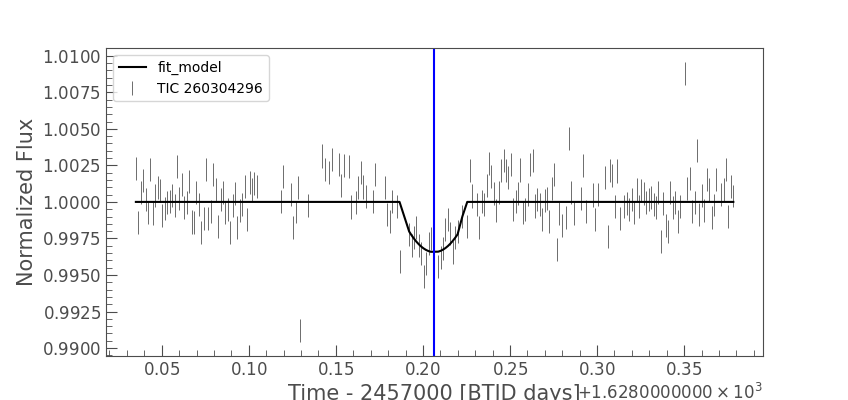 fit_model
TIC 260304296
1.0100
1.0075
1.0050
1.0025
1.0000
0.9975
0.9950
0.9925
0.9900
Normalized Flux
0.05 0.10 0.15 0.20 0.25 0.30 0.35
Time - 2457000 [BTJD days]
+1.6280000000 × 10³